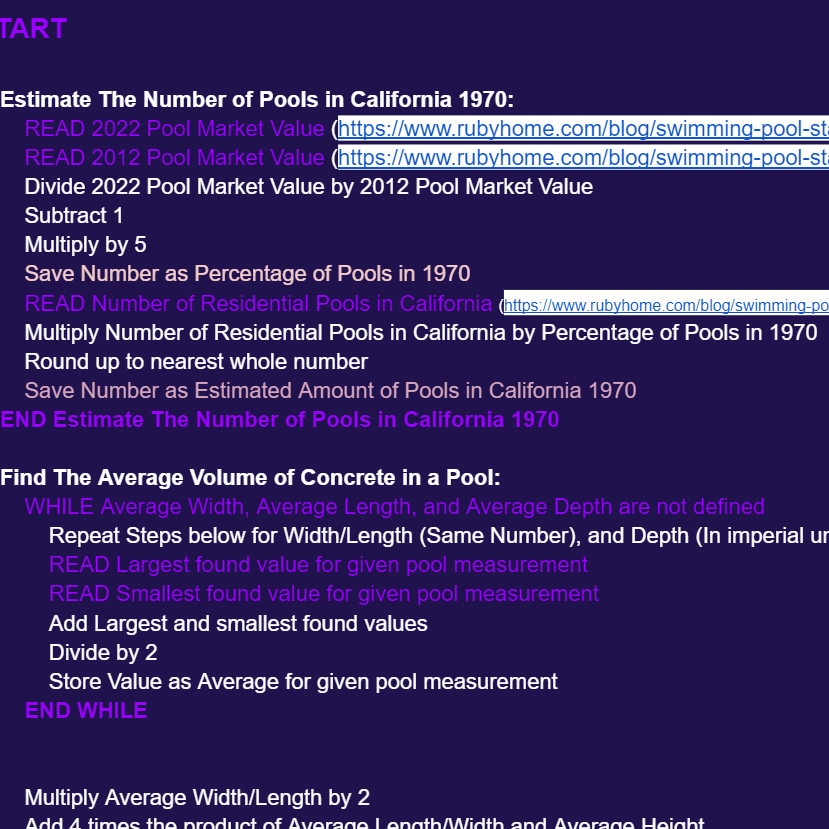 TART
Estimate The Number of Pools in California 1970:
READ 2022 Pool Market Value (https://www.rubyhome.com/blog/swimming-pool-sta
READ 2012 Pool Market Value (https://www.rubyhome.com/blog/swimming-pool-sta
Divide 2022 Pool Market Value by 2012 Pool Market Value
Subtract 1
Multiply by 5
Save Number as Percentage of Pools in 1970
READ Number of Residential Pools in California (https://www.rubyhome.com/blog/swimming-po
Multiply Number of Residential Pools in California by Percentage of Pools in 1970
Round up to nearest whole number
Save Number as Estimated Amount of Pools in California 1970
END Estimate The Number of Pools in California 1970
Find The Average Volume of Concrete in a Pool:
WHILE Average Width, Average Length, and Average Depth are not defined
Repeat Steps below for Width/Length (Same Number), and Depth (In imperial un
READ Largest found value for given pool measurement
READ Smallest found value for given pool measurement
Add Largest and smallest found values
Divide by 2
Store Value as Average for given pool measurement
END WHILE
Multiply Average Width/Length by 2
Add 4 times the product of Average Length/Width and Average Height